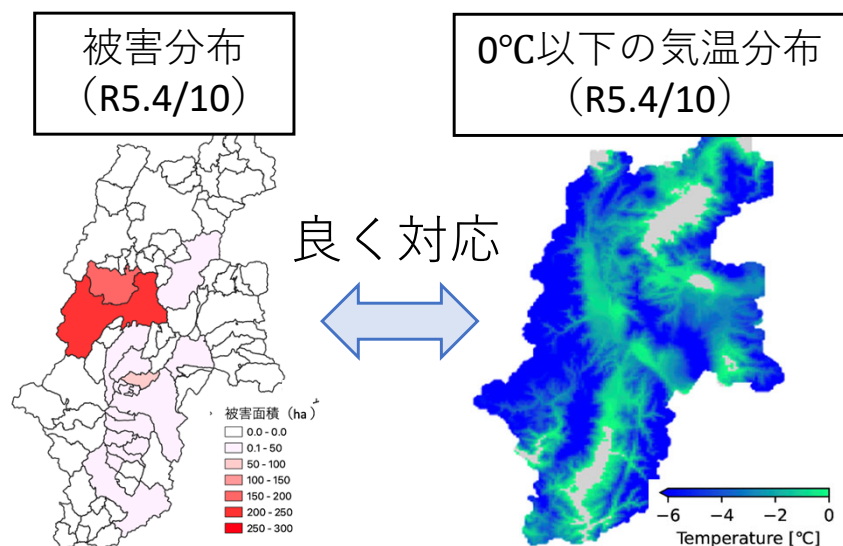 被害分布
（R5.4/10）
0℃以下の気温分布
（R5.4/10）
良く対応
被害面積（ha）
0.0 - 0.0
0.1 - 50
50 - 100
100 - 150
150 - 200
200 - 250
250 - 300
−6 −4 −2 0
Temperature [℃]